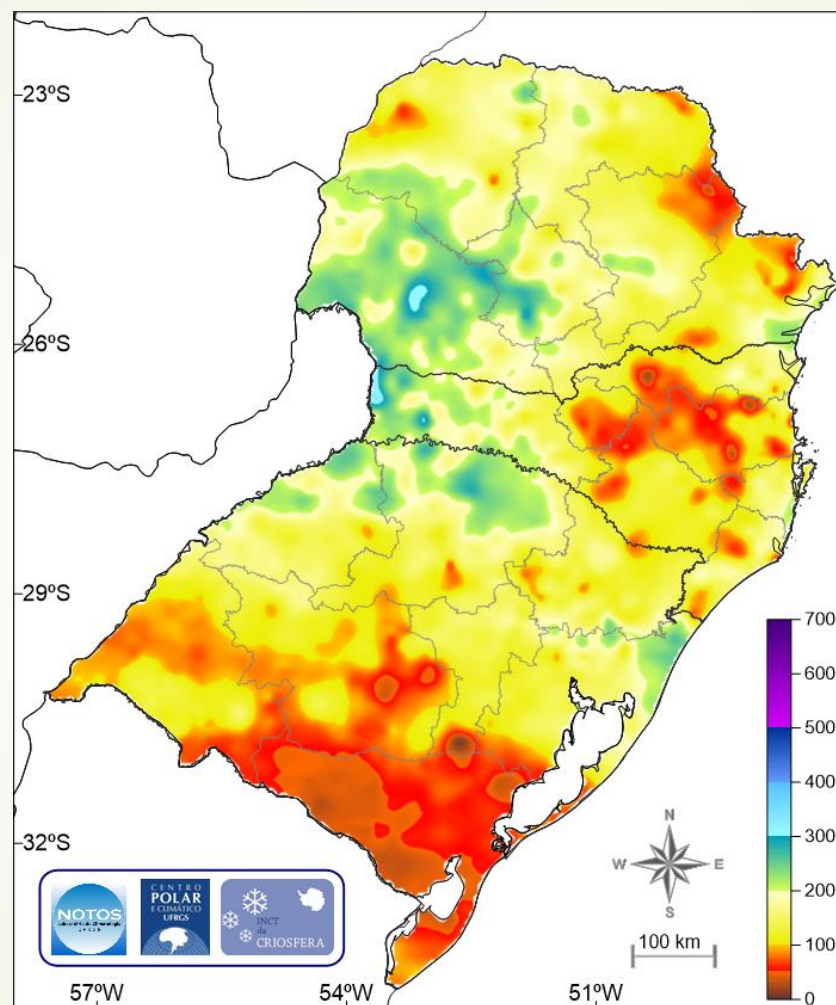 23ºS
26ºS
29ºS
32ºS
57ºW
54ºW
51ºW
700
600
500
400
300
200
100
0
N
W
E
S
100 km
NOTOS
CENTRO
POLAR
E CLIMÁTICO
UFRGS
INCT
da
CRIOSFERA